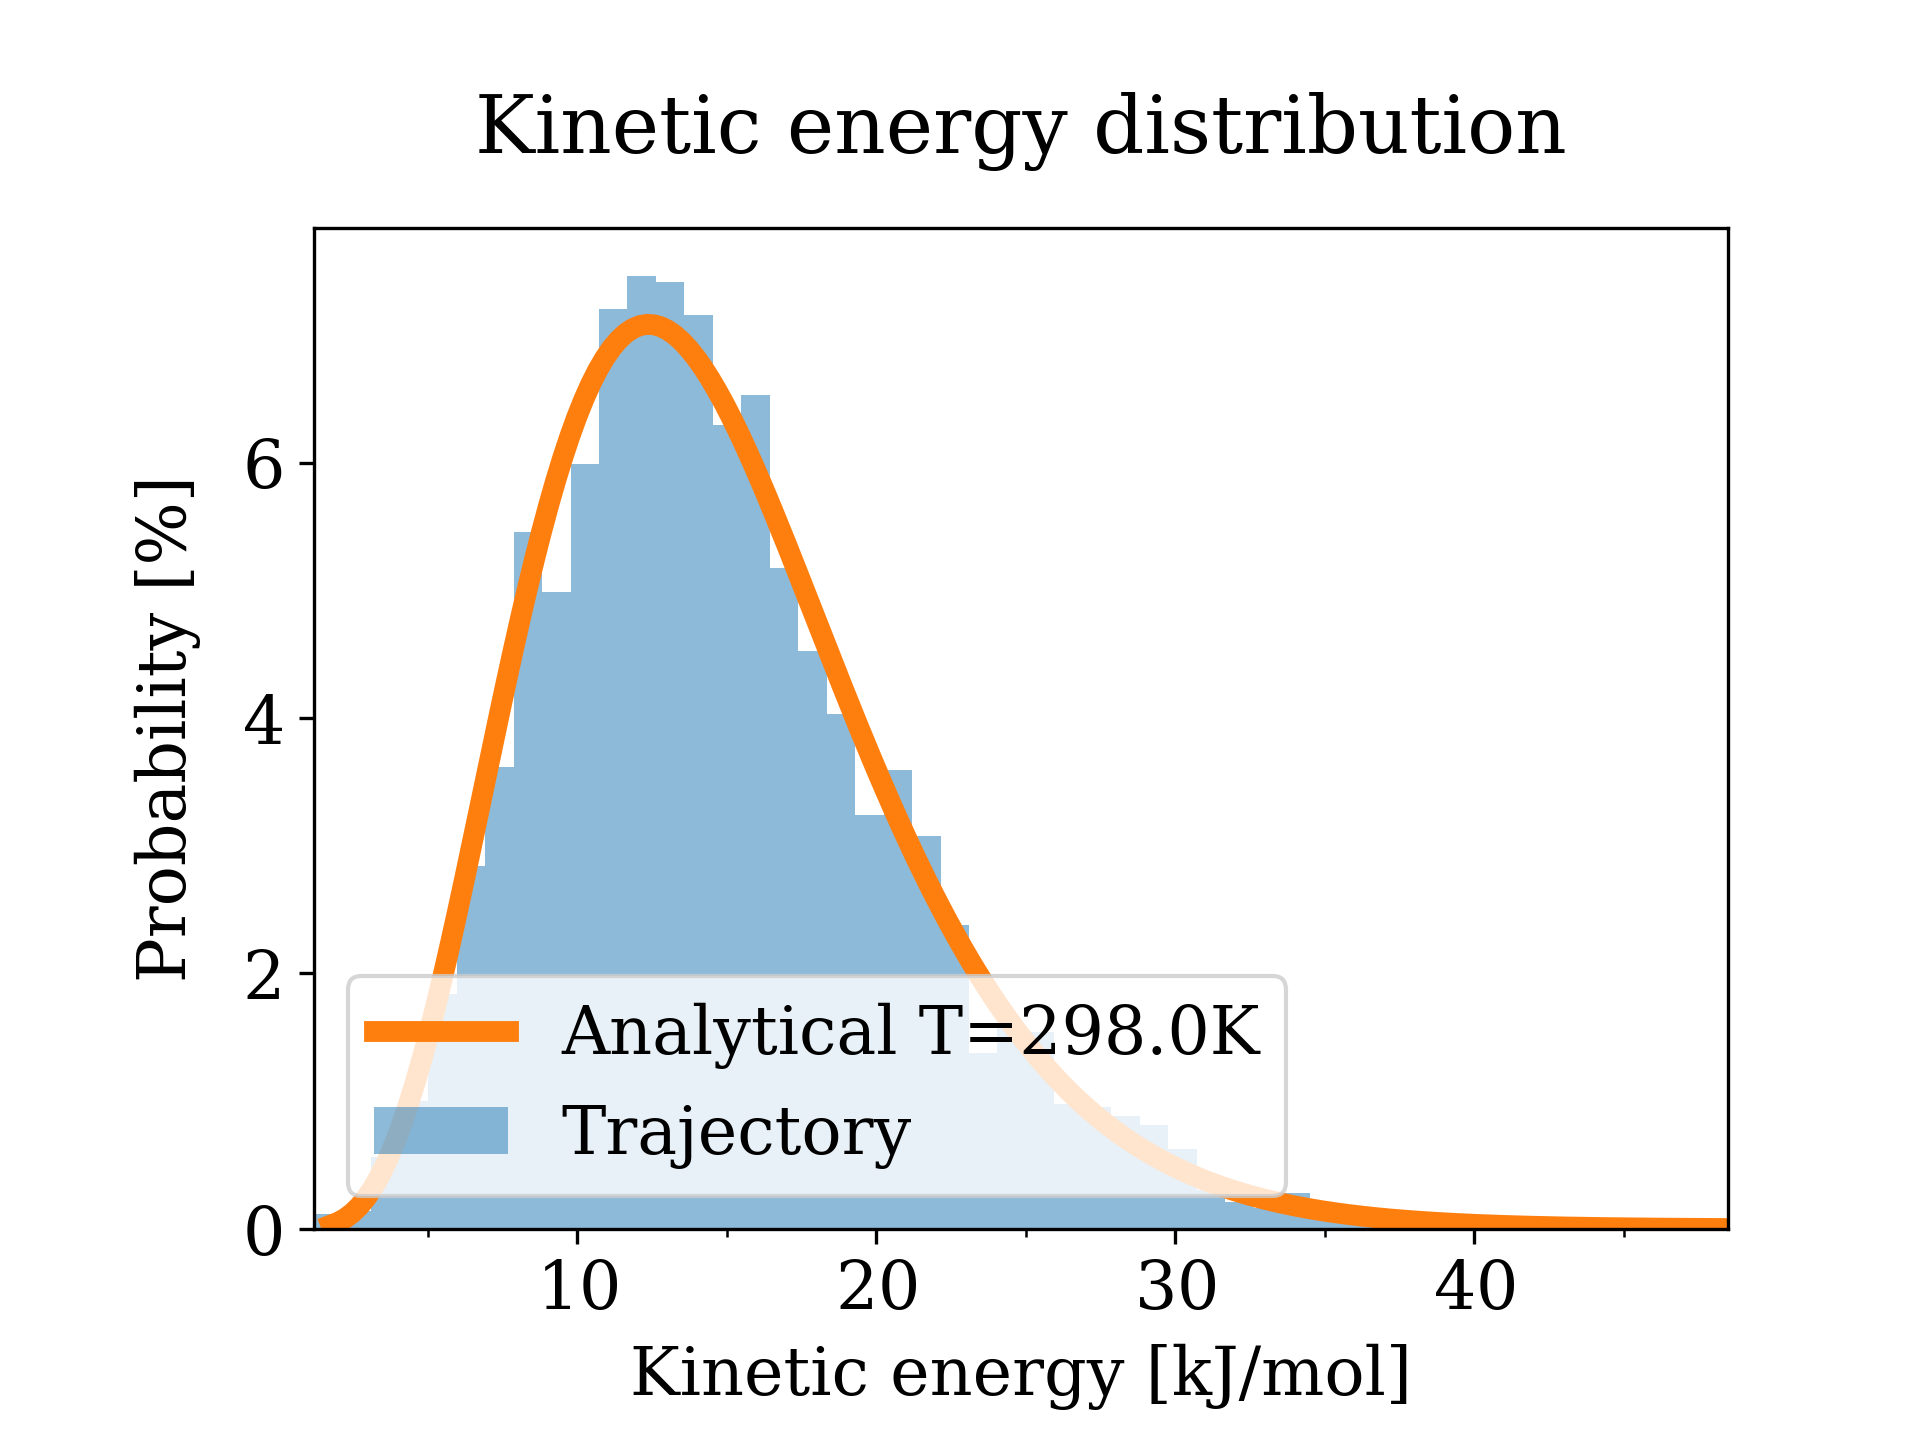 Kinetic energy distribution
Probability [%]
6
4
2
0
Analytical T=298.0K
Trajectory
10 20 30 40
Kinetic energy [kJ/mol]